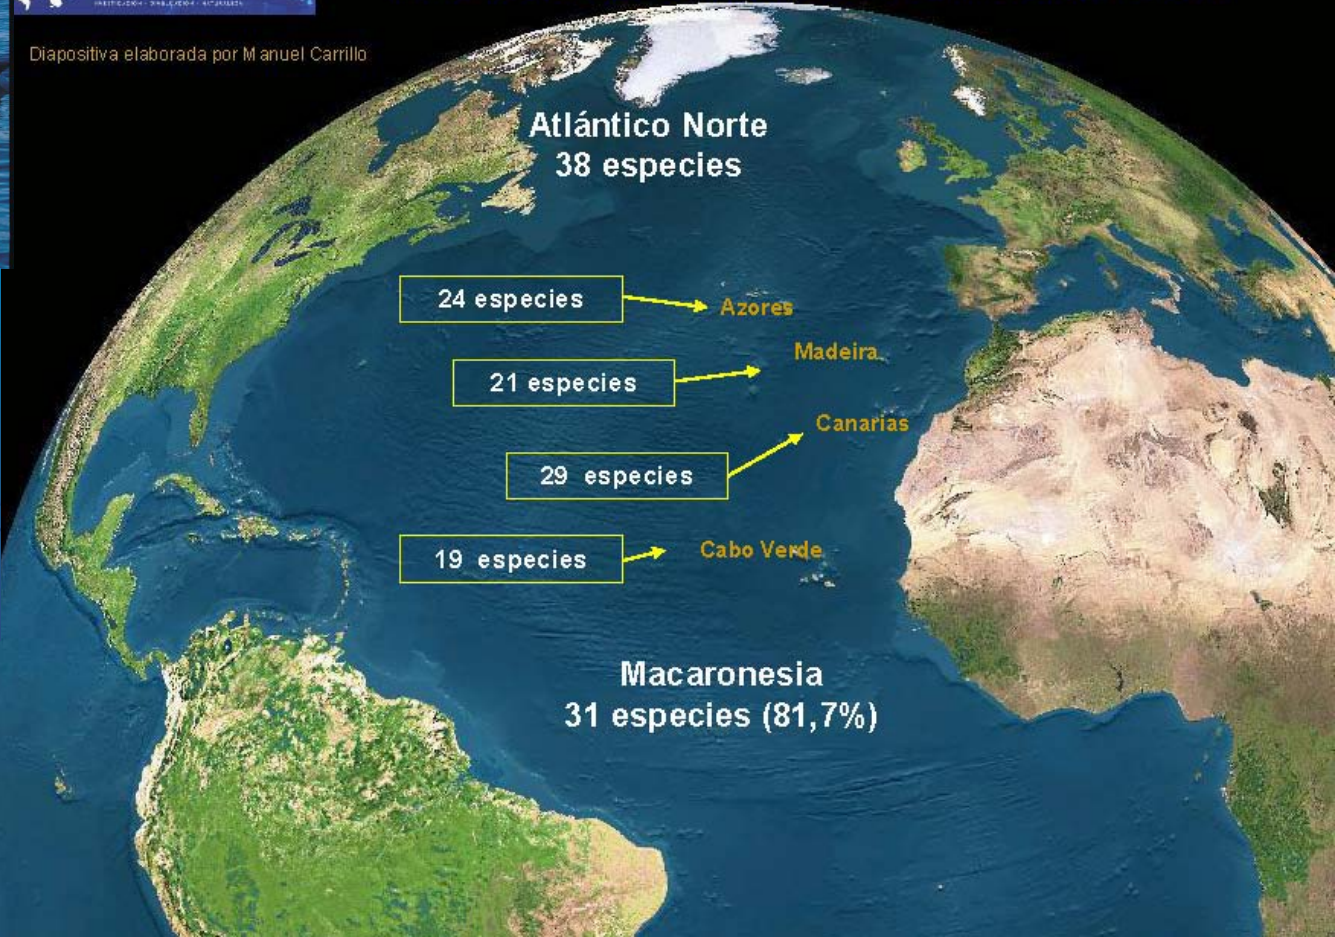 Diapositiva elaborada por Manuel Carrillo
Atlántico Norte
38 especies
24 especies
Azores
Madeira
21 especies
Canarias
29 especies
19 especies
Cabo Verde
Macaronesia
31 especies (81,7%)